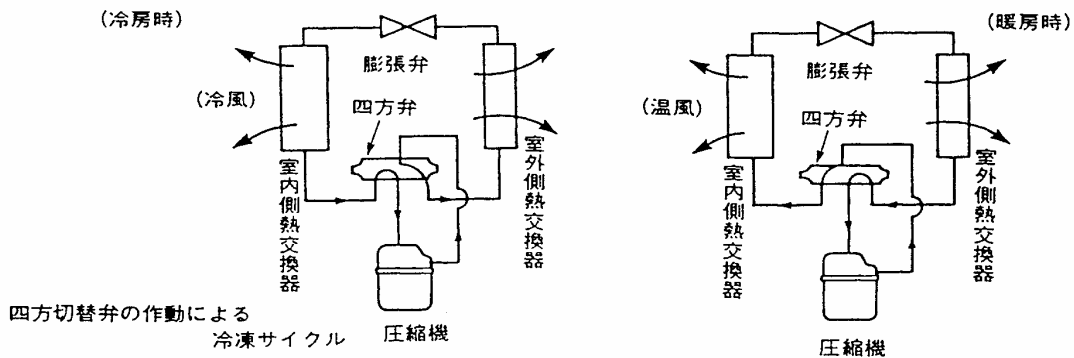 (冷房時)
膨張弁
(冷風)
四方弁
室内側熱交換器
室外側熱交換器
圧縮機
四方切替弁の作動による
冷凍サイクル
(暖房時)
膨張弁
(温風)
四方弁
室内側熱交換器
室外側熱交換器
圧縮機